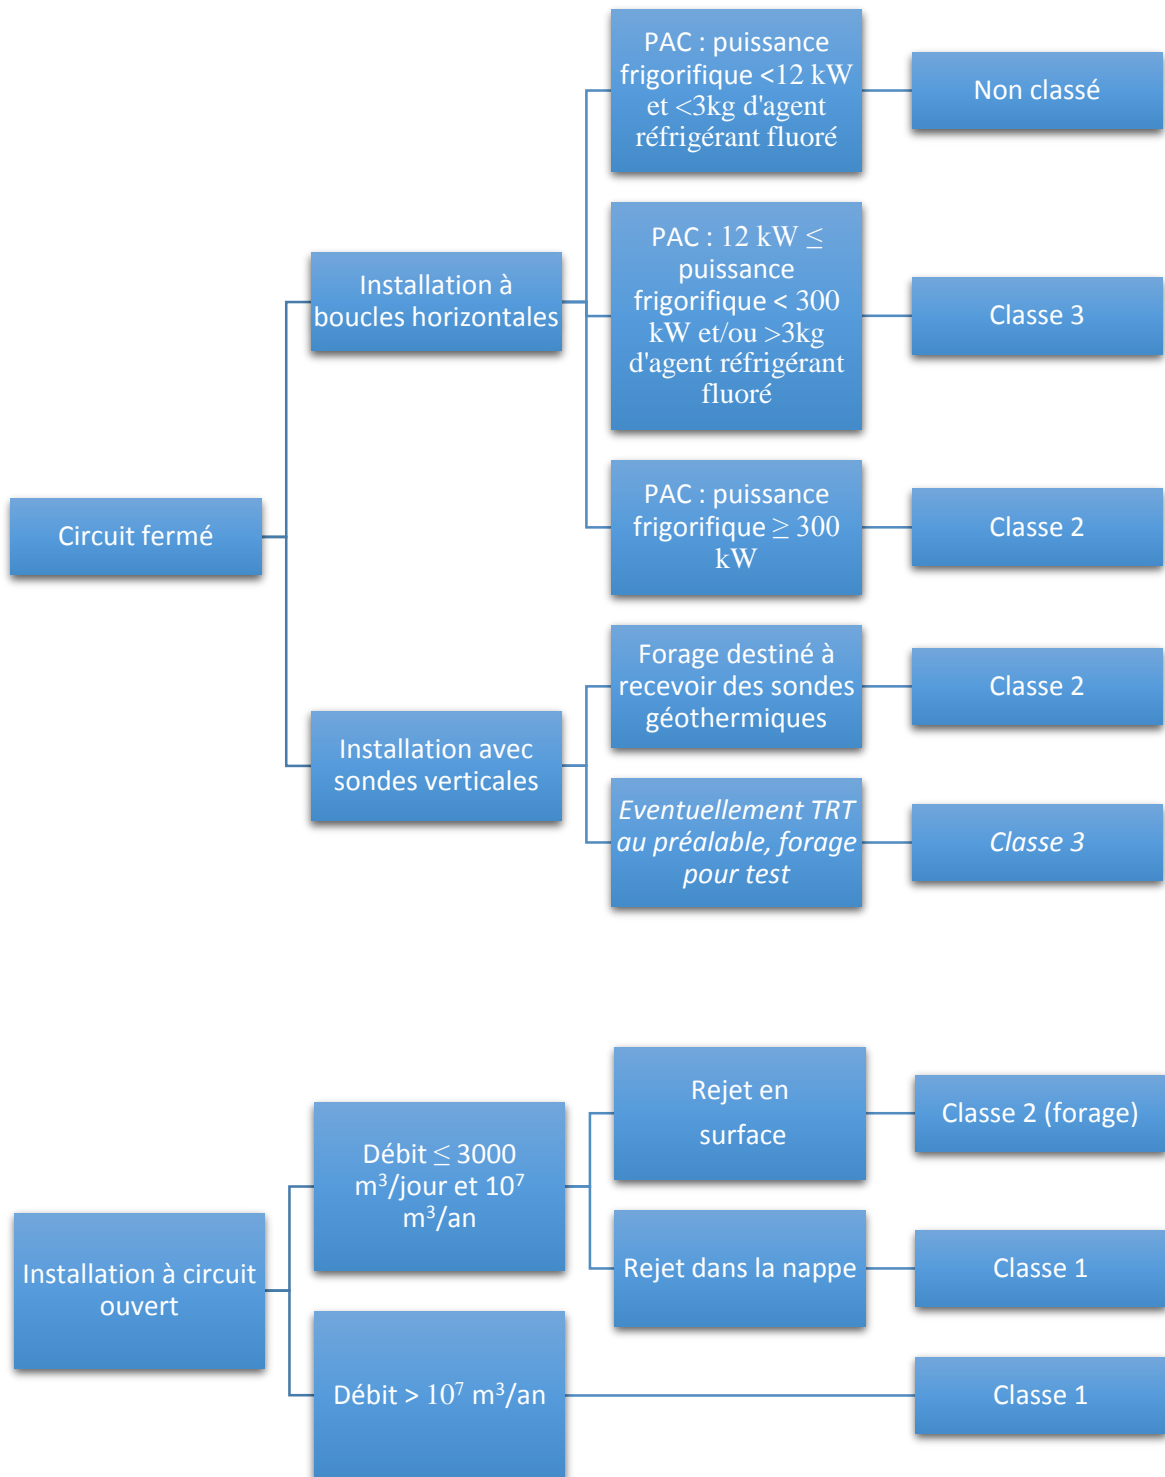 Circuit fermé
Installation à
boucles horizontales
PAC : puissance
frigorifique <12 kW
et <3kg d'agent
réfrigérant fluoré
Non classé
PAC : 12 kW ≤
puissance
frigorifique < 300
kW et/ou >3kg
d'agent réfrigérant
fluoré
Classe 3
PAC : puissance
frigorifique ≥ 300
kW
Classe 2
Installation avec
sondes verticales
Forage destiné à
recevoir des sondes
géothermiques
Classe 2
Eventuellement TRT
au préalable, forage
pour test
Classe 3
Installation à circuit
ouvert
Débit ≤ 3000
m³/jour et 10⁷
m³/an
Rejet en
surface
Classe 2 (forage)
Rejet dans la nappe
Classe 1
Débit > 10⁷ m³/an
Classe 1